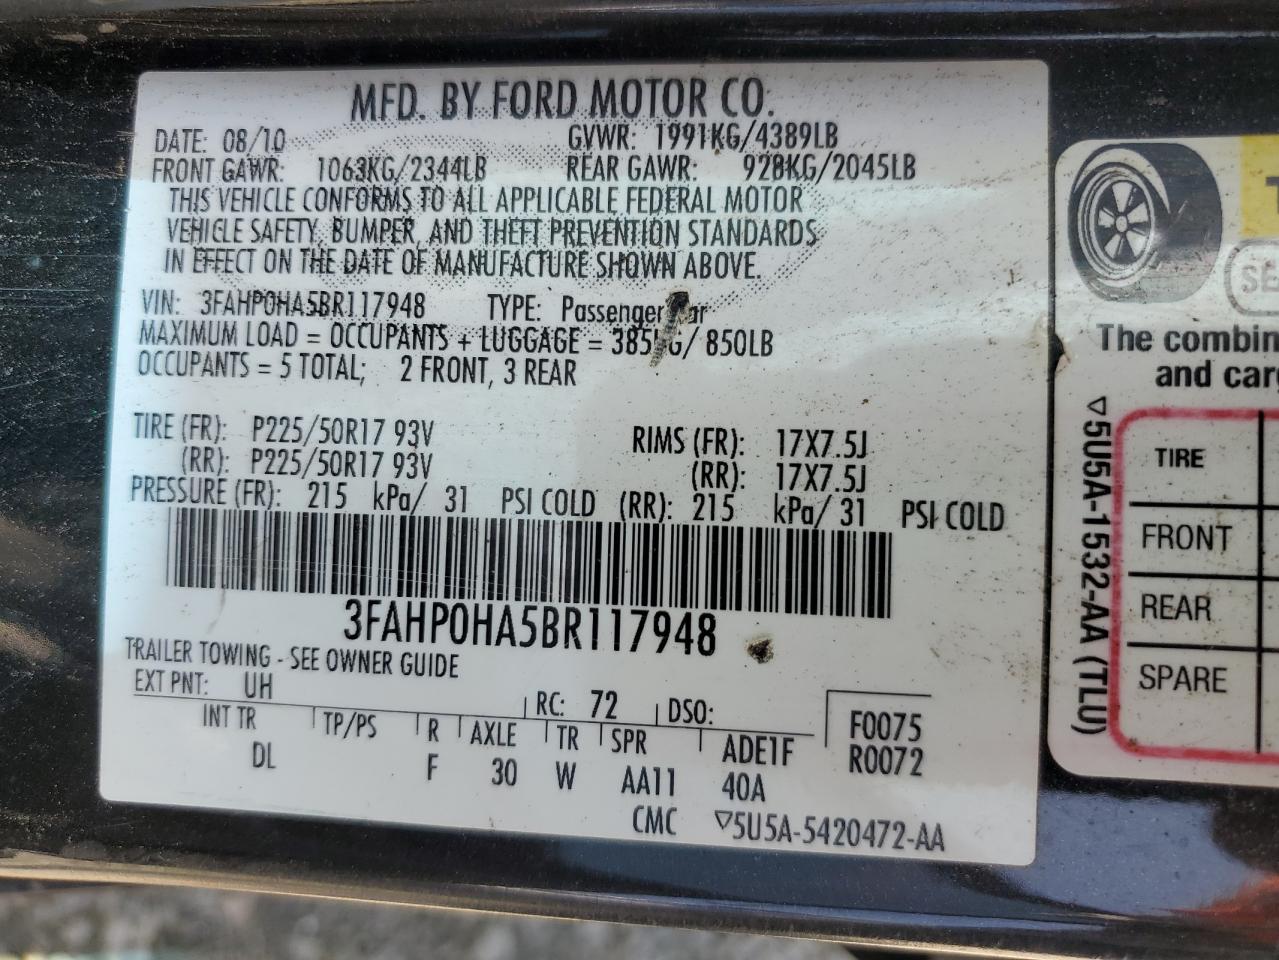 MFD. BY FORD MOTOR CO.
DATE: 08/10 GVWR: 1991KG/4389LB
FRONT GAWR: 1063KG/2344LB REAR GAWR: 928KG/2045LB
THIS VEHICLE CONFORMS TO ALL APPLICABLE FEDERAL MOTOR
VEHICLE SAFETY, BUMPER, AND THEFT PREVENTION STANDARDS
IN EFFECT ON THE DATE OF MANUFACTURE SHOWN ABOVE.
VIN: 3FAHP0HA5BR117948 TYPE: Passenger Car
MAXIMUM LOAD = OCCUPANTS + LUGGAGE = 385KG/ 850LB
OCCUPANTS = 5 TOTAL; 2 FRONT, 3 REAR
TIRE (FR): P225/50R17 93V RIMS (FR): 17X7.5J
(RR): P225/50R17 93V (RR): 17X7.5J
PRESSURE (FR): 215 kPa/ 31 PSI COLD (RR): 215 kPa/ 31 PSI COLD
3FAHP0HA5BR117948
TRAILER TOWING - SEE OWNER GUIDE
EXT PNT: UH RC: 72 DSO:
INT TR TP/PS R AXLE TR SPR ADE1F F0075
DL F 30 W AA11 40A R0072
CMC ▽5U5A-5420472-AA
SE
The combin
and car
▽5U5A-1532-AA (TLU)
TIRE
FRONT
REAR
SPARE